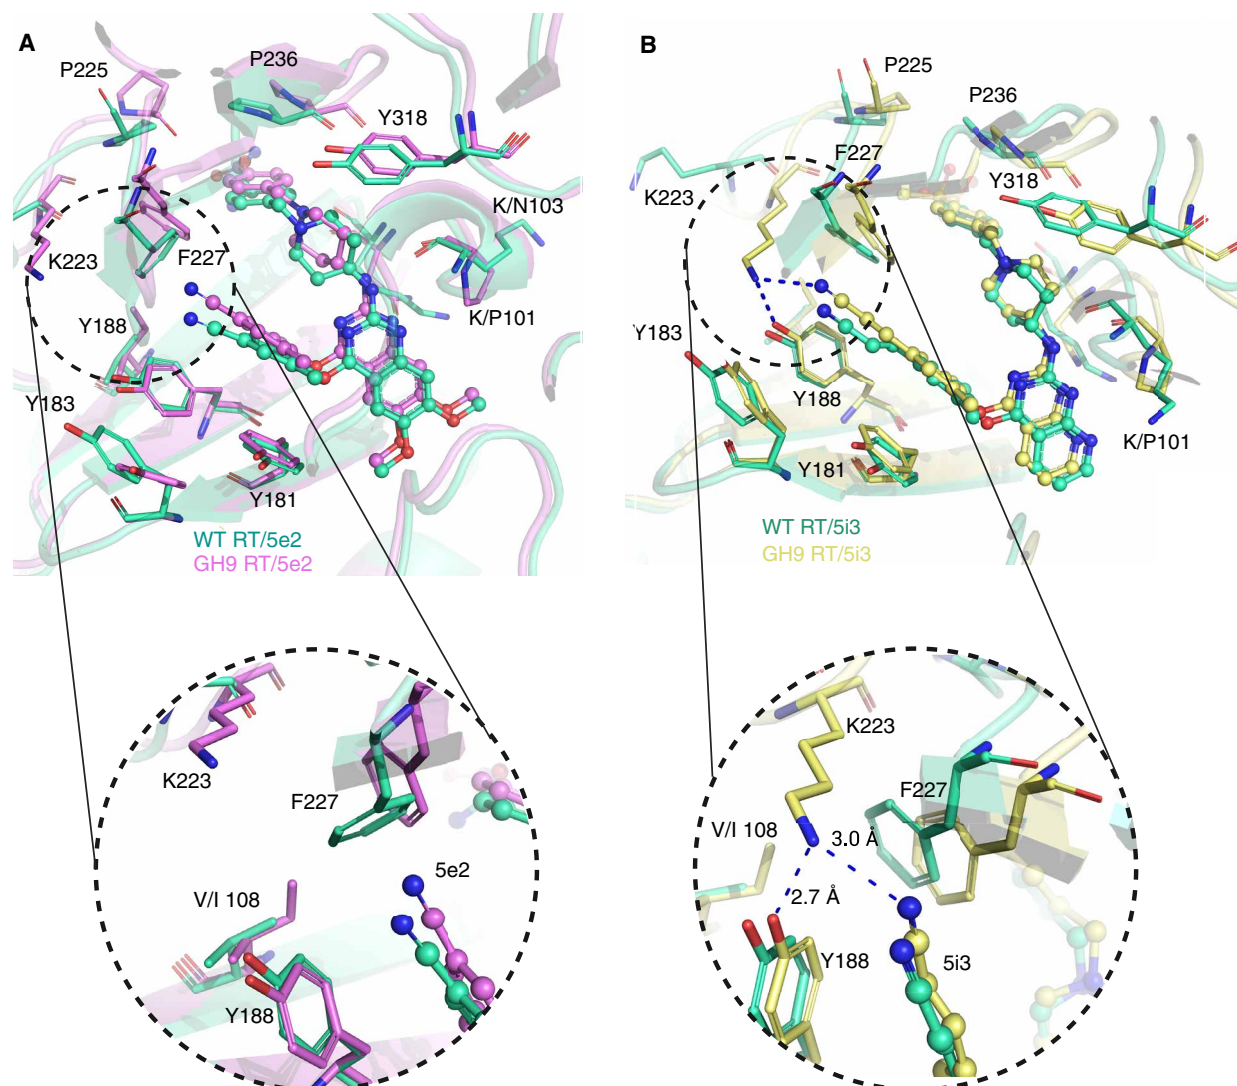 A
P225
P236
Y318
K/N103
K223
F227
K/P101
Y188
Y183
Y181
WT RT/5e2
GH9 RT/5e2
K223
F227
5e2
V/I 108
Y188
B
P225
P236
F227
K223
Y318
Y183
Y188
K/P101
Y181
WT RT/5i3
GH9 RT/5i3
K223
F227
V/I 108
3.0 Å
2.7 Å
Y188
5i3